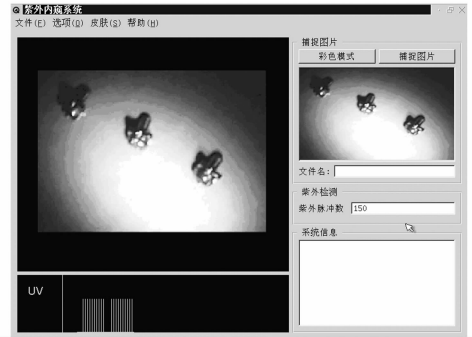 紫外内窥系统
文件(F) 选项(O) 皮肤(S) 帮助(H)
捕捉图片
彩色模式 捕捉图片
文件名:
紫外检测
紫外脉冲数 150
系统信息
UV